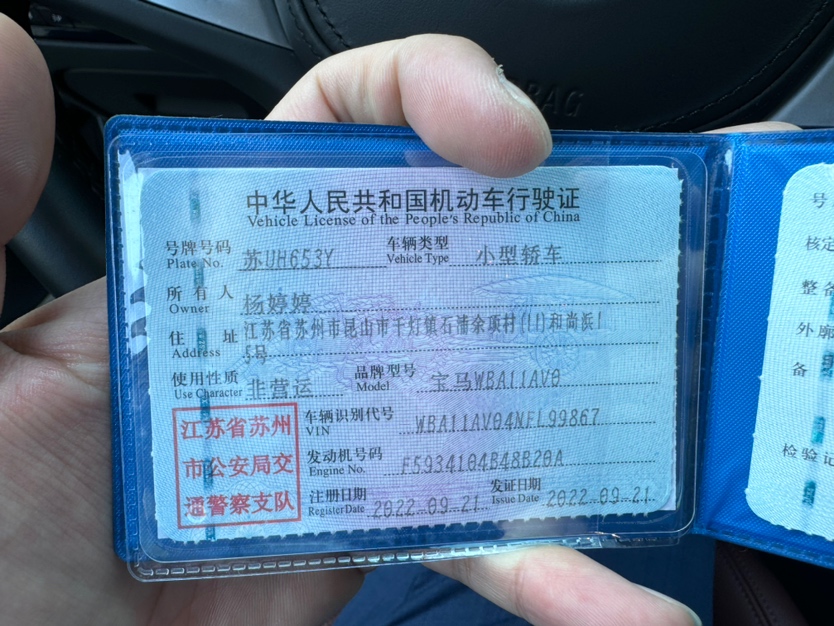 BAG
中华人民共和国机动车行驶证
Vehicle License of the People's Republic of China
号牌号码 苏UH653Y 车辆类型 小型轿车
Plate No. Vehicle Type
所有人 杨婷婷
Owner
住址 江苏省苏州市昆山市千灯镇石浦余项村(11)和尚浜1
Address 5号
使用性质 非营运 品牌型号 宝马WBA11AV0
Use Character Model
江苏省苏州
市公安局交
通警察支队
车辆识别代号 WBA11AV04NFL99867
VIN
发动机号码 F5934104B48B20A
Engine No.
注册日期 2022.09.21 发证日期 2022.09.21
Register Date Issue Date
号
核定
整备
外廓
备
检验记